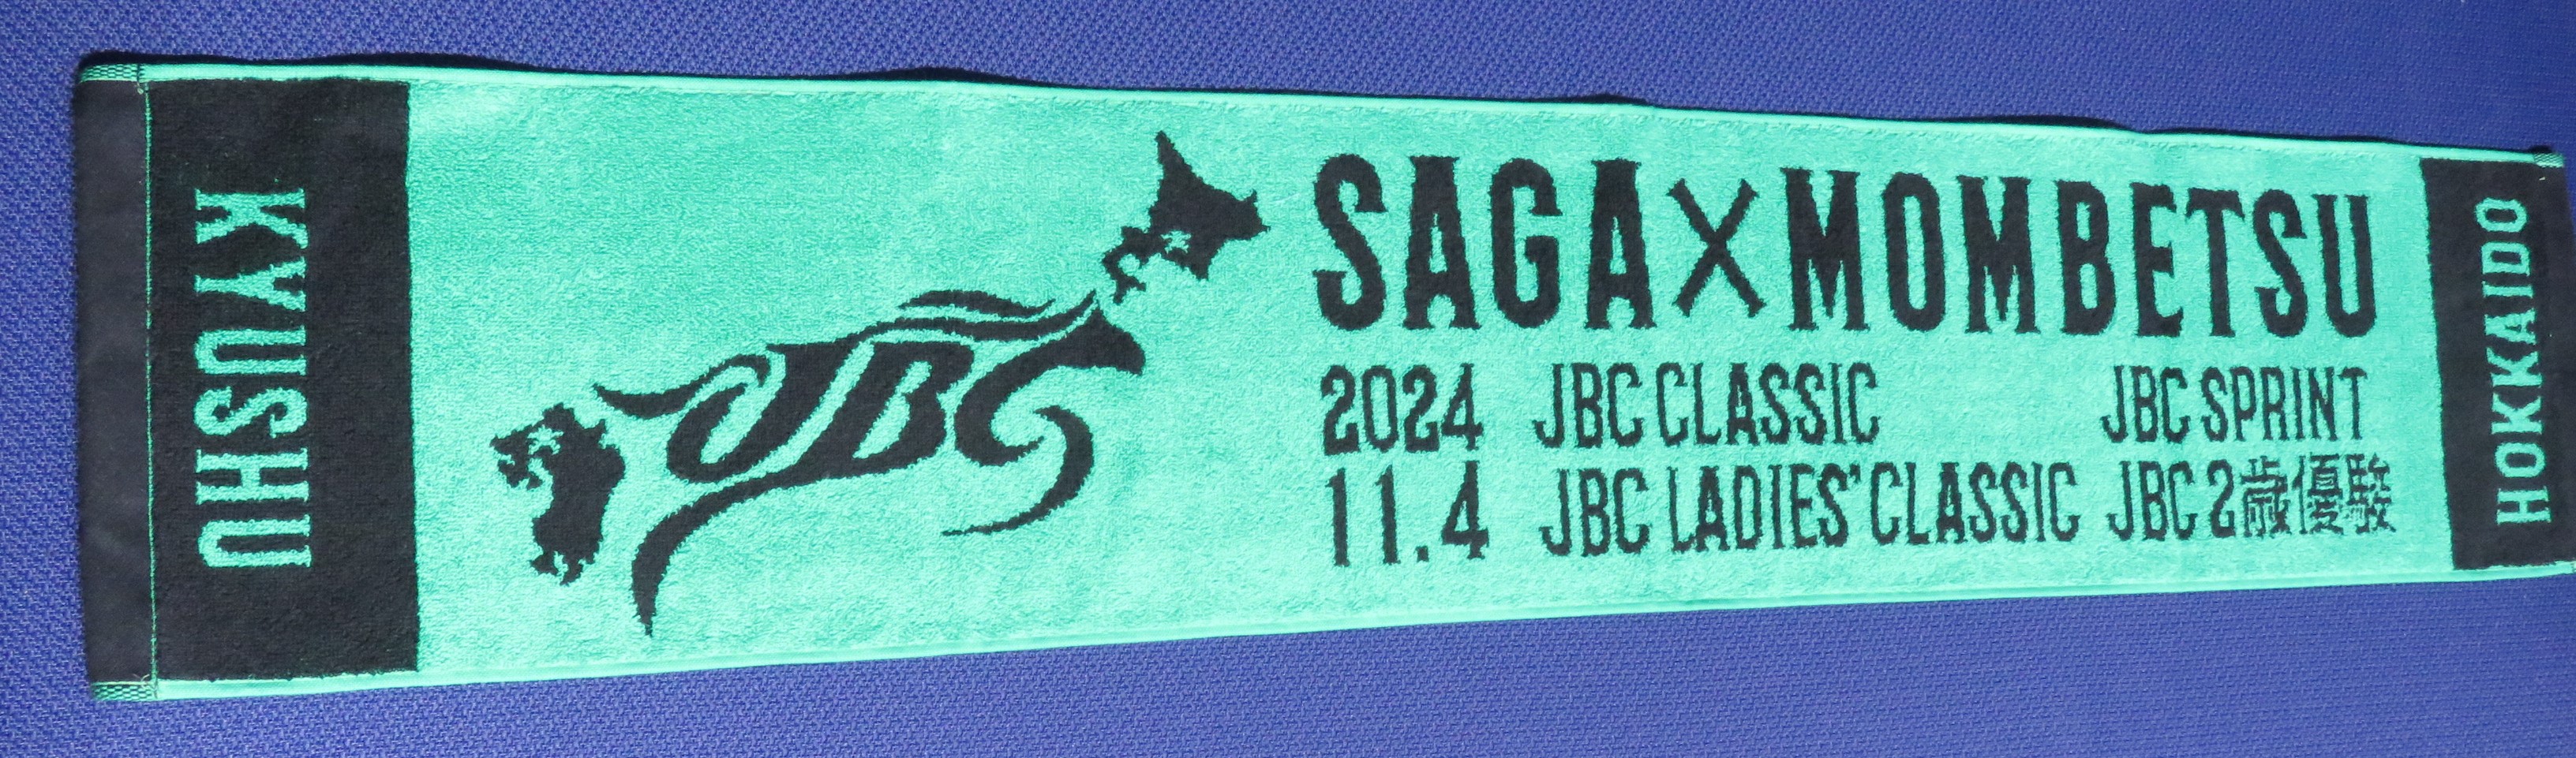 KYUSHU
JBC
SAGA×MOMBETSU
2024 JBC CLASSIC JBC SPRINT
11.4 JBC LADIES' CLASSIC JBC 2歳優駿
HOKKAIDO